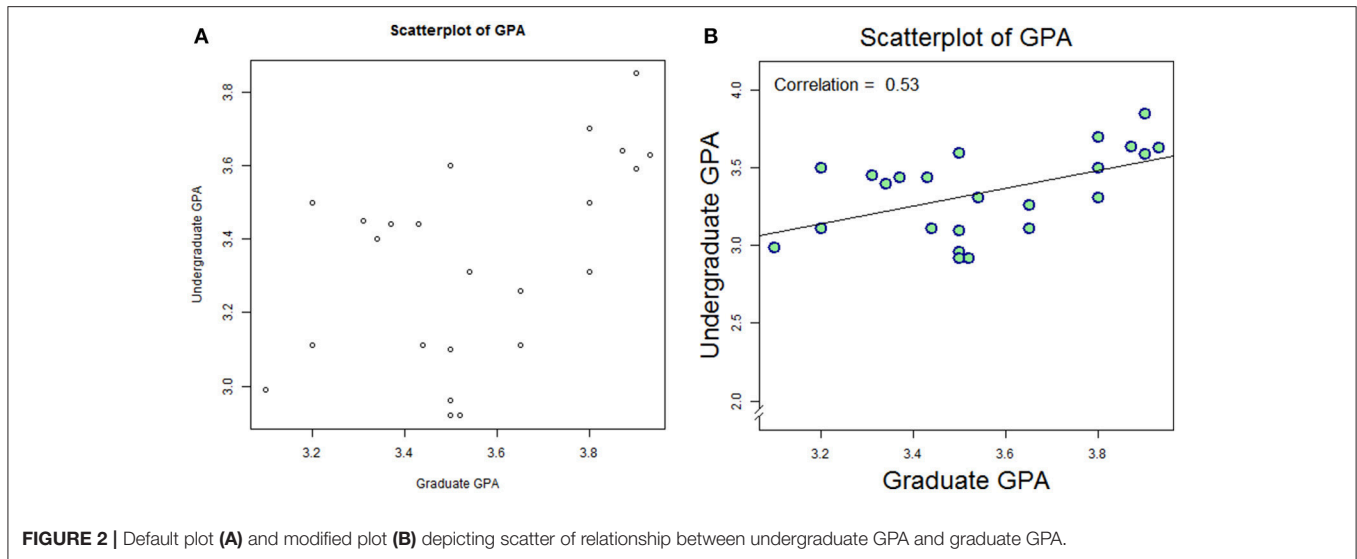 A
Scatterplot of GPA
Undergraduate GPA
3.8
3.6
3.4
3.2
3.0
3.2
3.4
3.6
3.8
Graduate GPA
B
Scatterplot of GPA
Correlation = 0.53
Undergraduate GPA
4.0
3.5
3.0
2.5
2.0
3.2
3.4
3.6
3.8
Graduate GPA
FIGURE 2 | Default plot (A) and modified plot (B) depicting scatter of relationship between undergraduate GPA and graduate GPA.